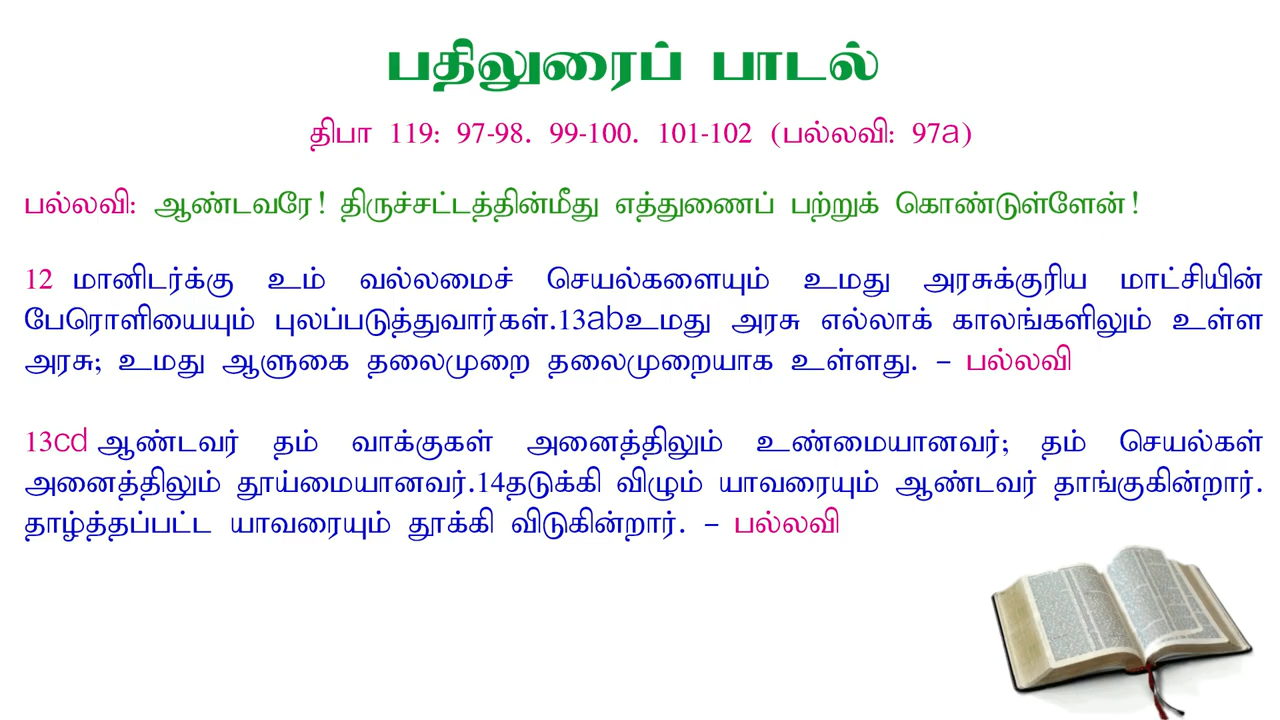 பதிலுரைப் பாடல்
திபா 119: 97-98. 99-100. 101-102 (பல்லவி: 97a)
பல்லவி: ஆண்டவரே! திருச்சட்டத்தின்மீது எத்துணைப் பற்றுக் கொண்டுள்ளேன்!
12 மானிடர்க்கு உம் வல்லமைச் செயல்களையும் உமது அரசுக்குரிய மாட்சியின்
பேரொளியையும் புலப்படுத்துவார்கள்.13abஉமது அரசு எல்லாக் காலங்களிலும் உள்ள
அரசு; உமது ஆளுகை தலைமுறை தலைமுறையாக உள்ளது. – பல்லவி
13cd ஆண்டவர் தம் வாக்குகள் அனைத்திலும் உண்மையானவர்; தம் செயல்கள்
அனைத்திலும் தூய்மையானவர்.14தடுக்கி விழும் யாவரையும் ஆண்டவர் தாங்குகின்றார்.
தாழ்த்தப்பட்ட யாவரையும் தூக்கி விடுகின்றார். – பல்லவி